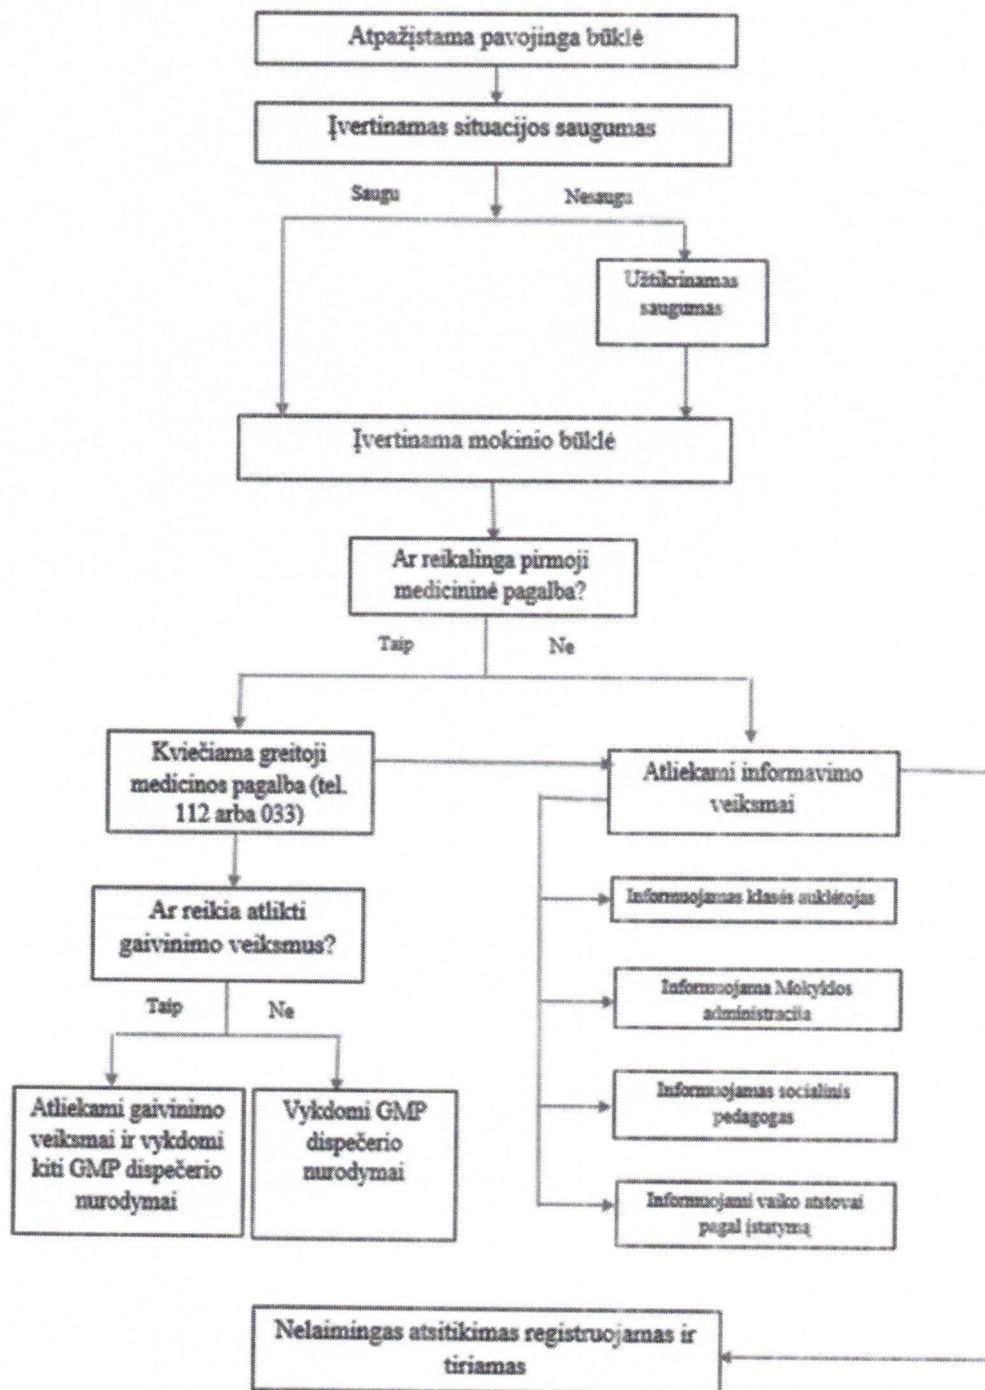 Atpažįstama pavojinga būklė
Įvertinamas situacijos saugumas
Saugu
Nesaugu
Užtikrinamas
saugumas
Įvertinama mokinio būklė
Ar reikalinga pirmoji
medicininė pagalba?
Taip
Ne
Kviečiama greitoji
medicinos pagalba (tel.
112 arba 033)
Atliekami informavimo
veiksmai
Informuojamas klasės auklėtojas
Ar reikia atlikti
gaivinimo veiksmus?
Informuojama Mokyklos
administracija
Taip
Ne
Informuojamas socialinis
pedagogas
Atliekami gaivinimo
veiksmai ir vykdomi
kiti GMP dispečerio
nurodymai
Vykdomi GMP
dispečerio
nurodymai
Informuojami vaiko atstovai
pagal įstatymą
Nelaimingas atsitikimas registruojamas ir
tiriamas